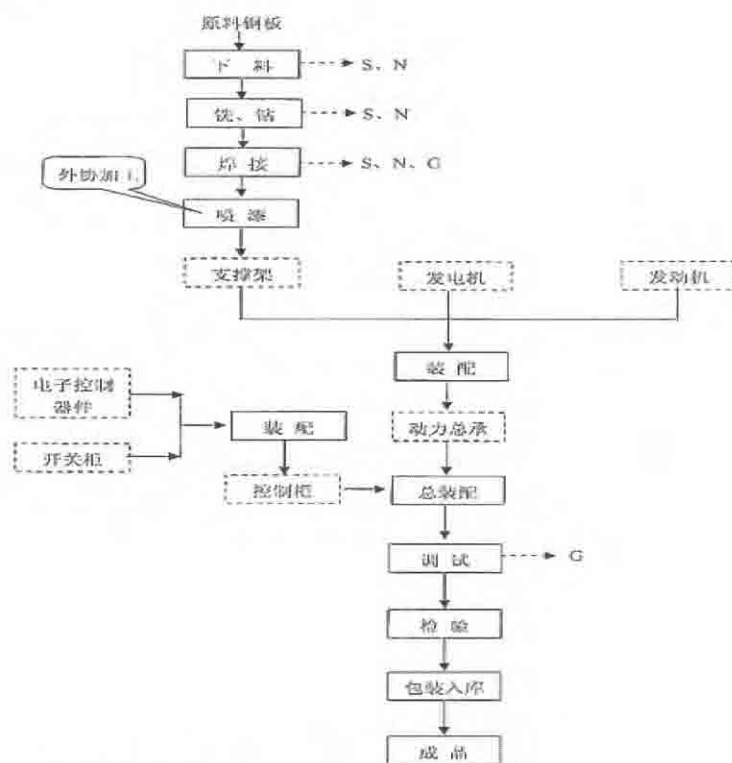 原料钢板
下 料
S、N
铣、钻
S、N
焊 接
S、N、G
外协加工
喷 漆
支撑架
发电机
发动机
装 配
电子控制
器件
动力总承
装 配
开关柜
控制柜
总装配
调 试
G
检 验
包装入库
成 品